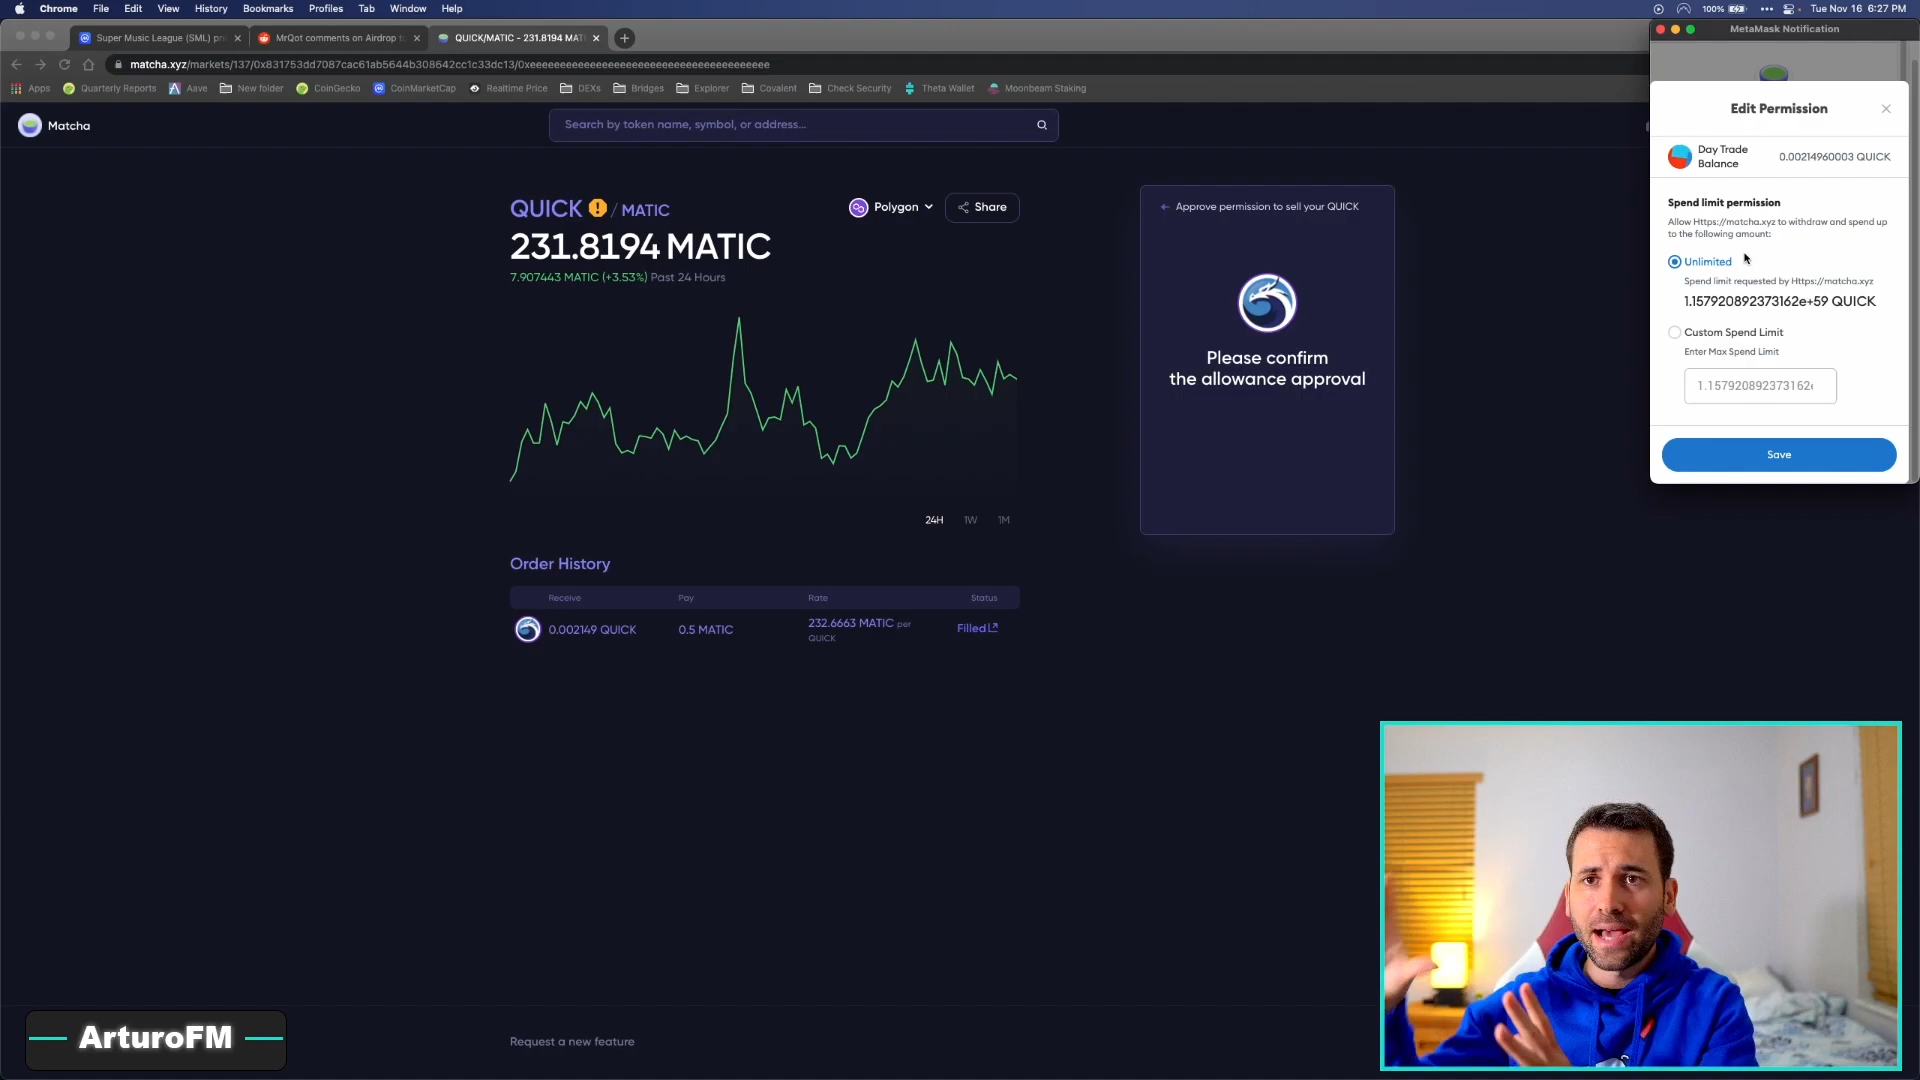 Chrome File Edit View History Bookmarks Profiles Tab Window Help
100% Tue Nov 16 6:27 PM
Super Music League (SML) pri
MrQot comments on Airdrop to
QUICK/MATIC - 231.8194 MAT
MetaMask Notification
matcha.xyz/markets/137/0x831753dd7087cac61ab5644b308642cc1c33dc13/0xeeeeeeeeeeeeeeeeeeeeeeeeeeeeeeeeeeeeeeee
Apps Quarterly Reports Aave New folder CoinGecko CoinMarketCap Realtime Price DEXs Bridges Explorer Covalent Check Security Theta Wallet Moonbeam Staking
Matcha
Search by token name, symbol, or address...
QUICK / MATIC
Polygon
Share
231.8194 MATIC
7.907443 MATIC (+3.53%) Past 24 Hours
24H 1W 1M
Order History
Receive Pay Rate Status
0.002149 QUICK 0.5 MATIC 232.6663 MATIC per
QUICK
Filled
Approve permission to sell your QUICK
Please confirm
the allowance approval
Edit Permission
Day Trade
Balance
0.00214960003 QUICK
Spend limit permission
Allow Https://matcha.xyz to withdraw and spend up
to the following amount:
Unlimited
Spend limit requested by Https://matcha.xyz
1.157920892373162e+59 QUICK
Custom Spend Limit
Enter Max Spend Limit
1.157920892373162e
Save
Request a new feature
ArturoFM